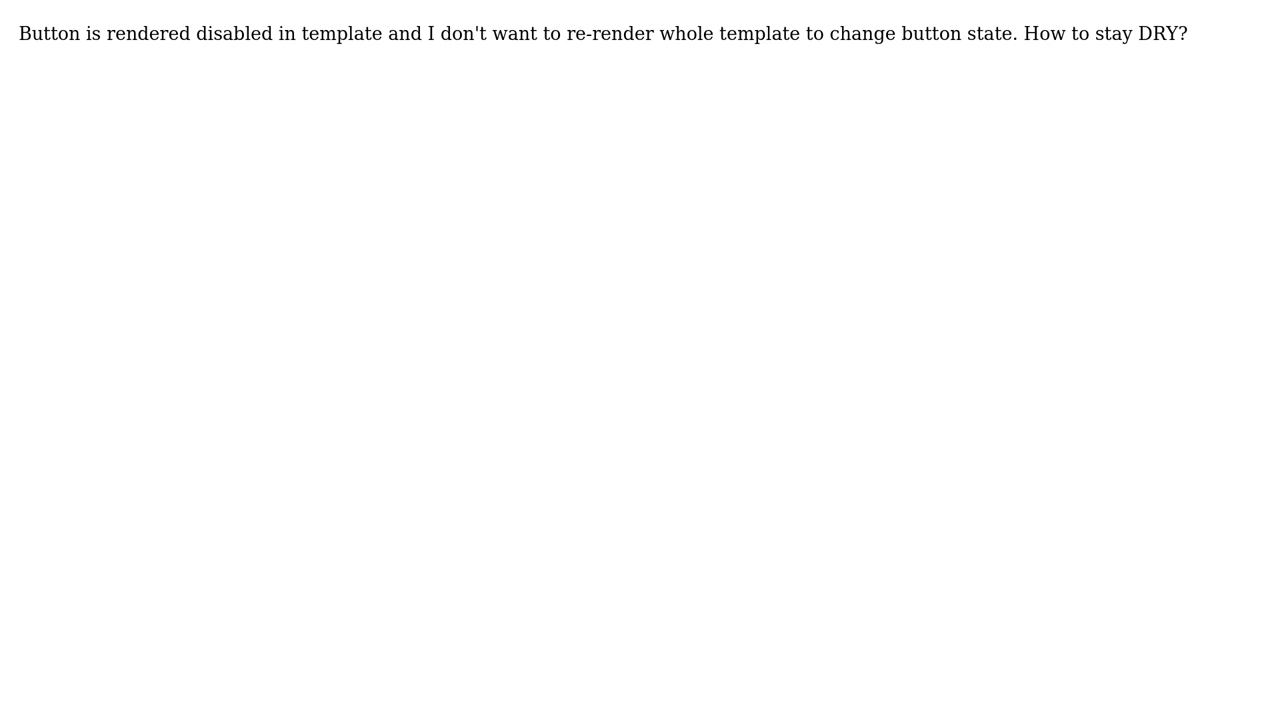 Button is rendered disabled in template and I don't want to re-render whole template to change button state. How to stay DRY?